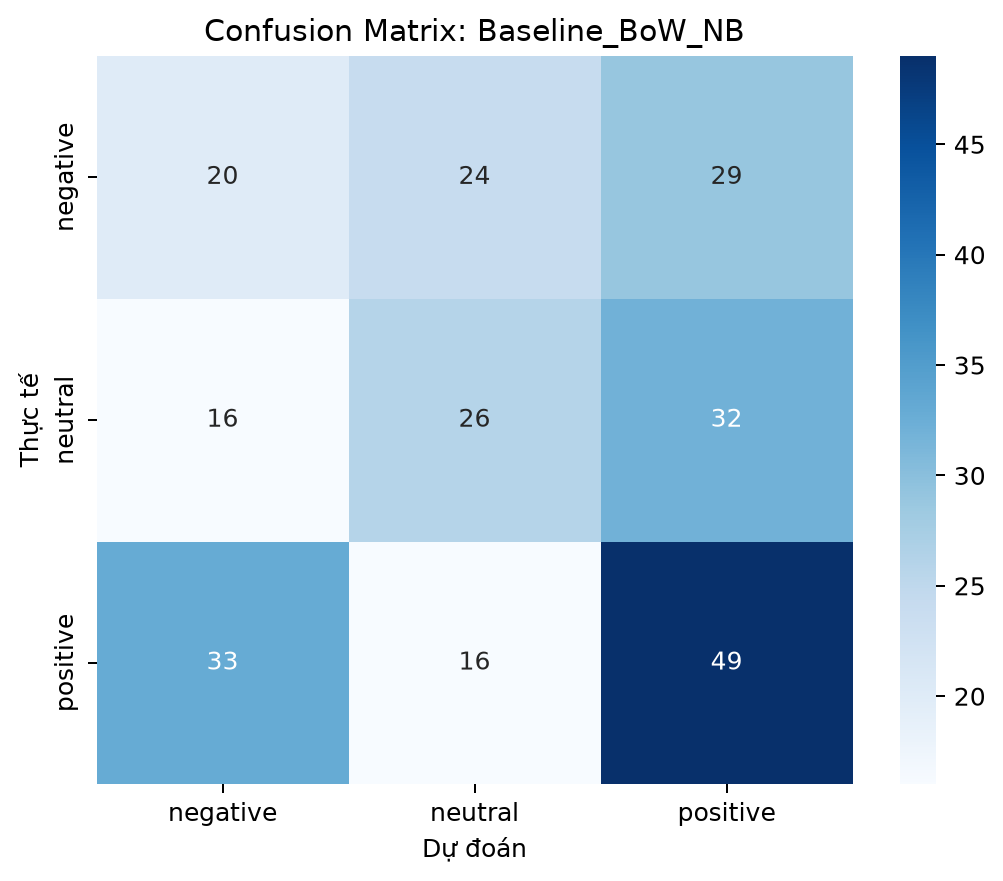 Confusion Matrix: Baseline_BoW_NB
Thực tế
negative
20 24 29
neutral
16 26 32
positive
33 16 49
negative neutral positive
Dự đoán
45
40
35
30
25
20